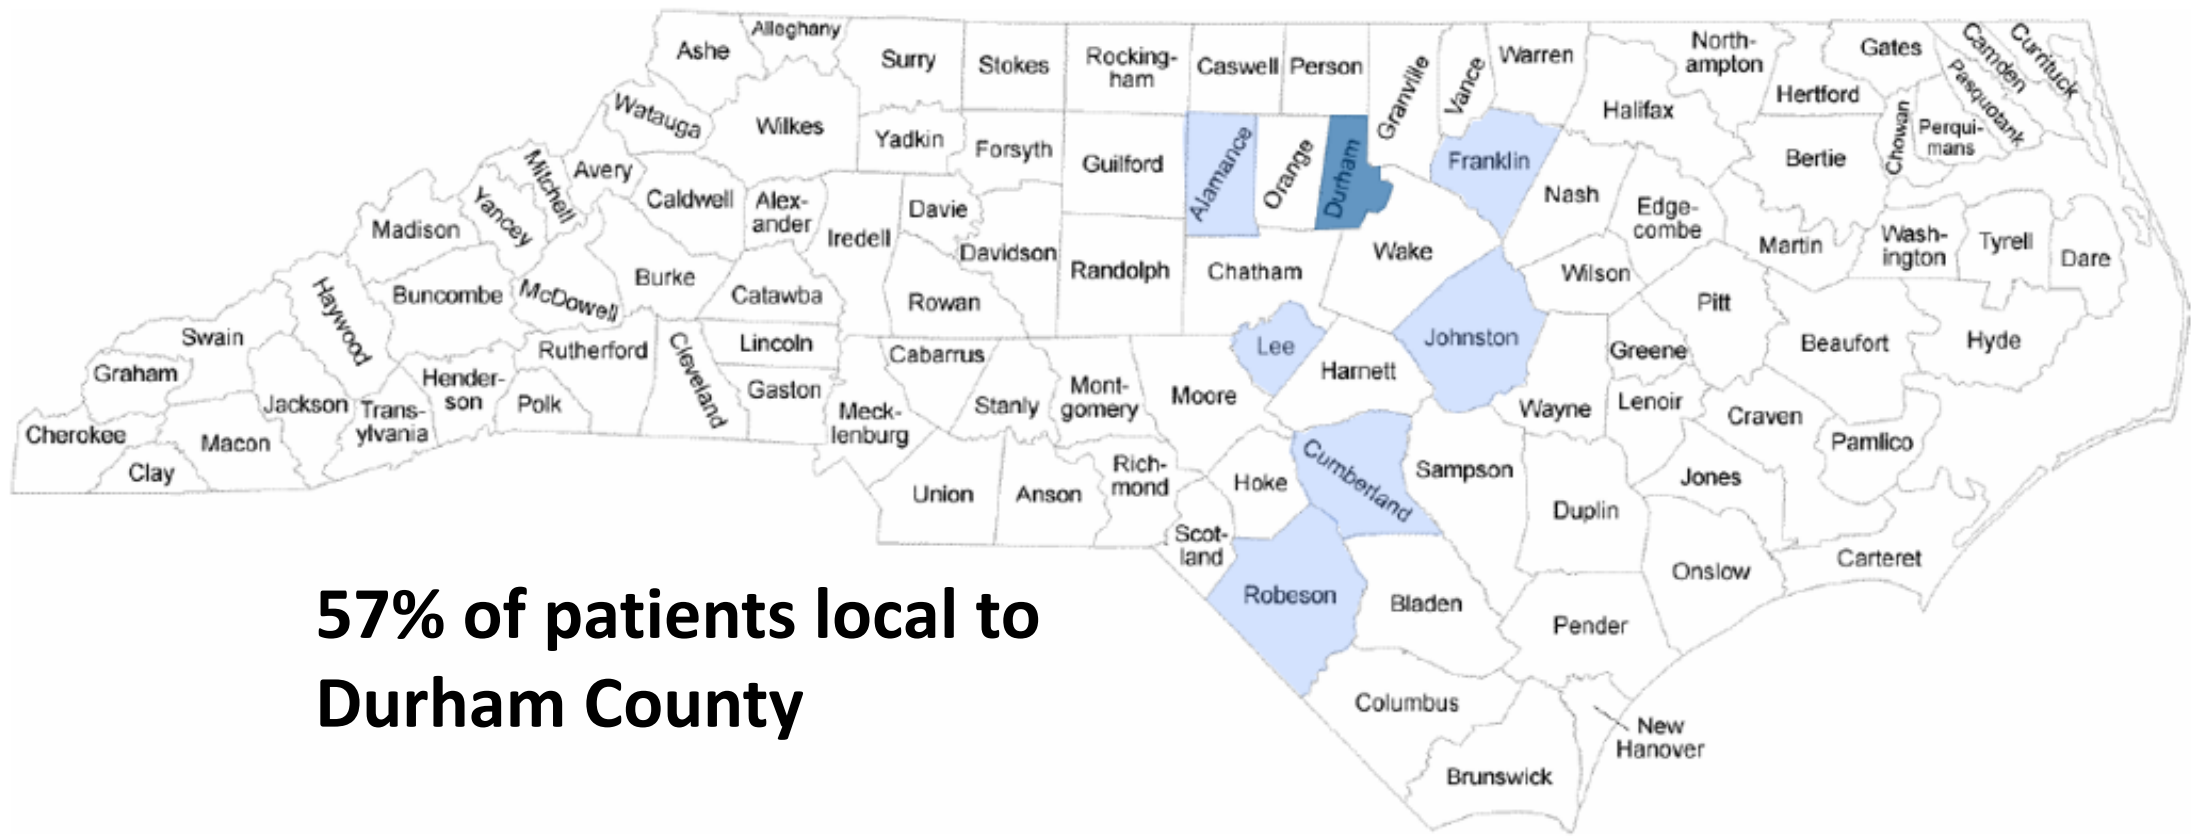 Alleghany
Ashe
Surry
Stokes
Rocking-
ham
Caswell
Person
Granville
Vance
Warren
North-
ampton
Gates
Camden
Currituck
Pasquotank
Hertford
Halifax
Watauga
Wilkes
Yadkin
Forsyth
Guilford
Alamance
Orange
Durham
Franklin
Nash
Edge-
combe
Bertie
Chowan
Perqui-
mans
Mitchell
Avery
Yancey
Caldwell
Alex-
ander
Iredell
Davie
Davidson
Randolph
Chatham
Wake
Wilson
Martin
Wash-
ington
Tyrell
Dare
Madison
Haywood
Buncombe
McDowell
Burke
Catawba
Rowan
Pitt
Swain
Rutherford
Cleveland
Lincoln
Cabarrus
Lee
Johnston
Greene
Beaufort
Hyde
Graham
Jackson
Trans-
ylvania
Hender-
son
Polk
Gaston
Meck-
lenburg
Stanly
Mont-
gomery
Moore
Harnett
Wayne
Lenoir
Craven
Pamlico
Cherokee
Clay
Macon
Union
Anson
Rich-
mond
Hoke
Cumberland
Sampson
Duplin
Jones
Scot-
land
Robeson
Bladen
Onslow
Carteret
Pender
Columbus
New
Hanover
Brunswick
57% of patients local to
Durham County